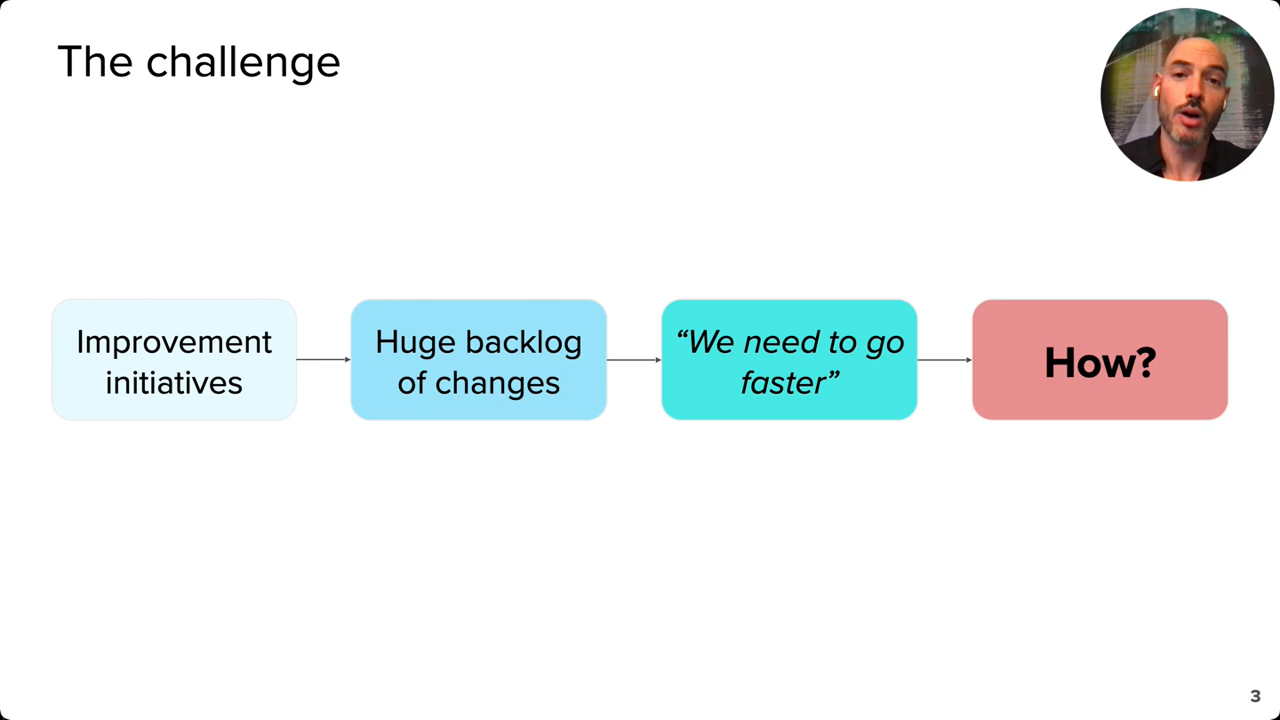 The challenge
Improvement
initiatives
Huge backlog
of changes
“We need to go
faster”
How?
3